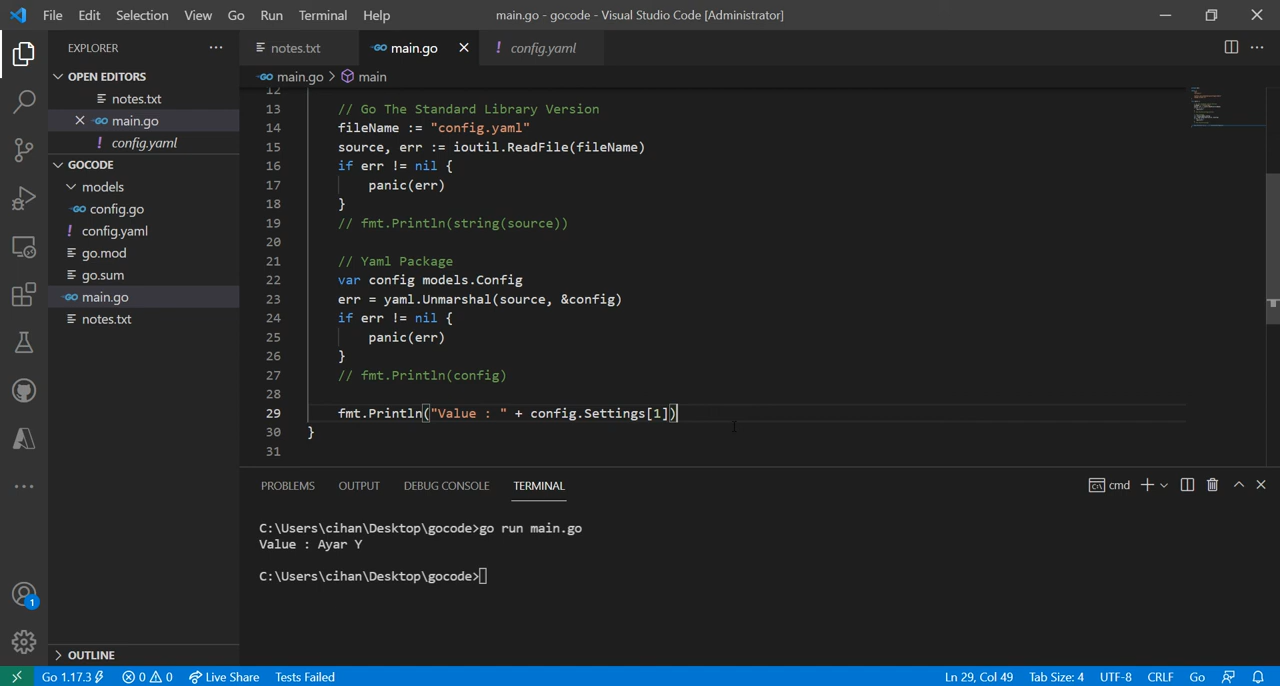 File Edit Selection View Go Run Terminal Help main.go - gocode - Visual Studio Code [Administrator]
EXPLORER
OPEN EDITORS
notes.txt
main.go
config.yaml
GOCODE
models
config.go
config.yaml
go.mod
go.sum
main.go
notes.txt
OUTLINE
notes.txt main.go config.yaml
main.go > main
12
13 // Go The Standard Library Version
14 fileName := "config.yaml"
15 source, err := ioutil.ReadFile(fileName)
16 if err != nil {
17 panic(err)
18 }
19 // fmt.Println(string(source))
20
21 // Yaml Package
22 var config models.Config
23 err = yaml.Unmarshal(source, &config)
24 if err != nil {
25 panic(err)
26 }
27 // fmt.Println(config)
28
29 fmt.Println("Value : " + config.Settings[1])
30 }
31
PROBLEMS OUTPUT DEBUG CONSOLE TERMINAL cmd
C:\Users\cihan\Desktop\gocode>go run main.go
Value : Ayar Y
C:\Users\cihan\Desktop\gocode>
1
Go 1.17.3 0 0 Live Share Tests Failed Ln 29, Col 49 Tab Size: 4 UTF-8 CRLF Go